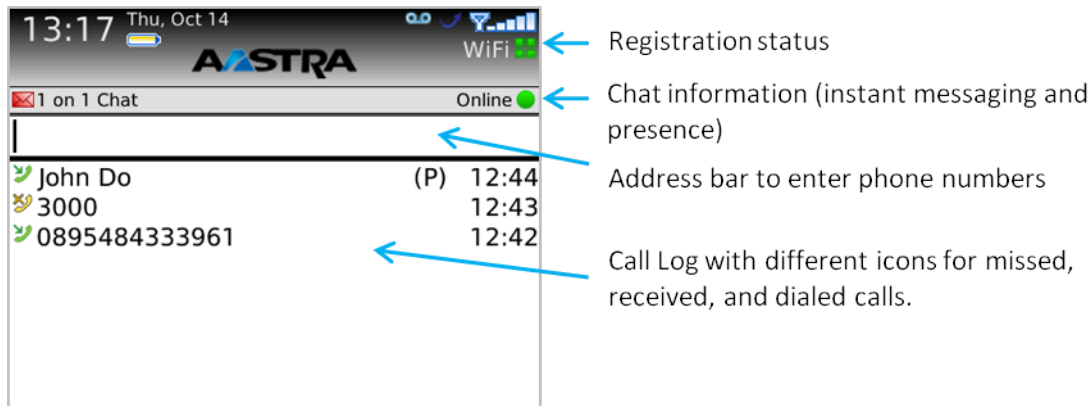 13:17 Thu, Oct 14
WiFi
AASTRA
Registration status
1 on 1 Chat Online
Chat information (instant messaging and
presence)
Address bar to enter phone numbers
John Do (P) 12:44
3000 12:43
0895484333961 12:42
Call Log with different icons for missed,
received, and dialed calls.